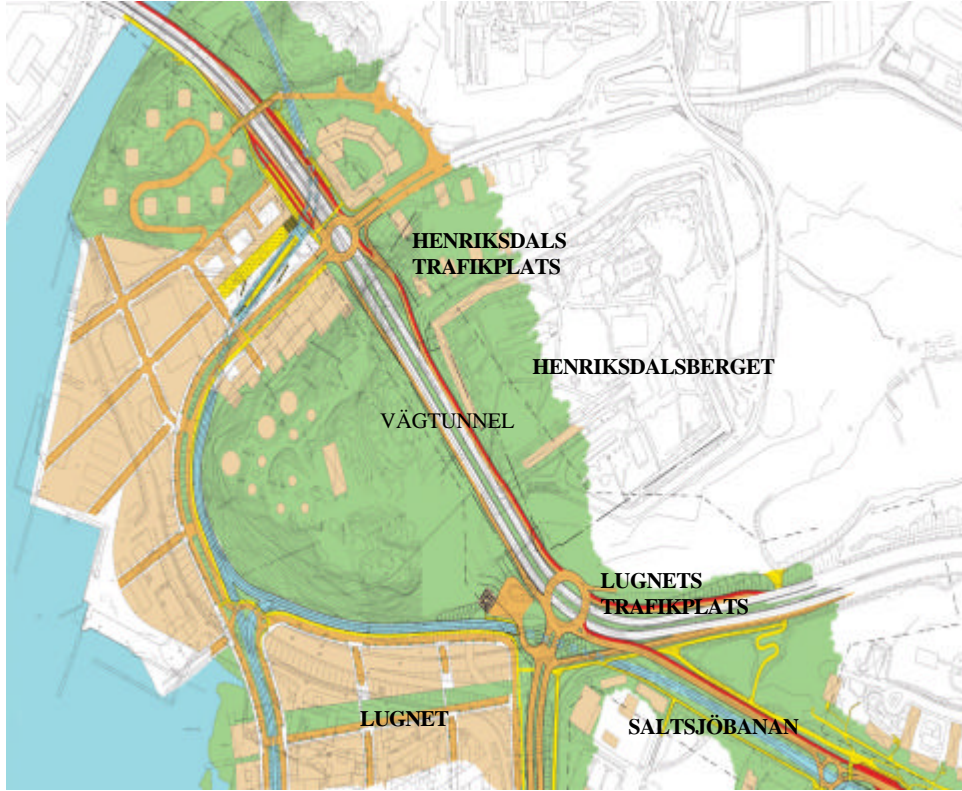 HENRIKSDALS
TRAFIKPLATS
HENRIKSDALSBERGET
VÄGTUNNEL
LUGNETS
TRAFIKPLATS
LUGNET
SALTSJÖBANAN